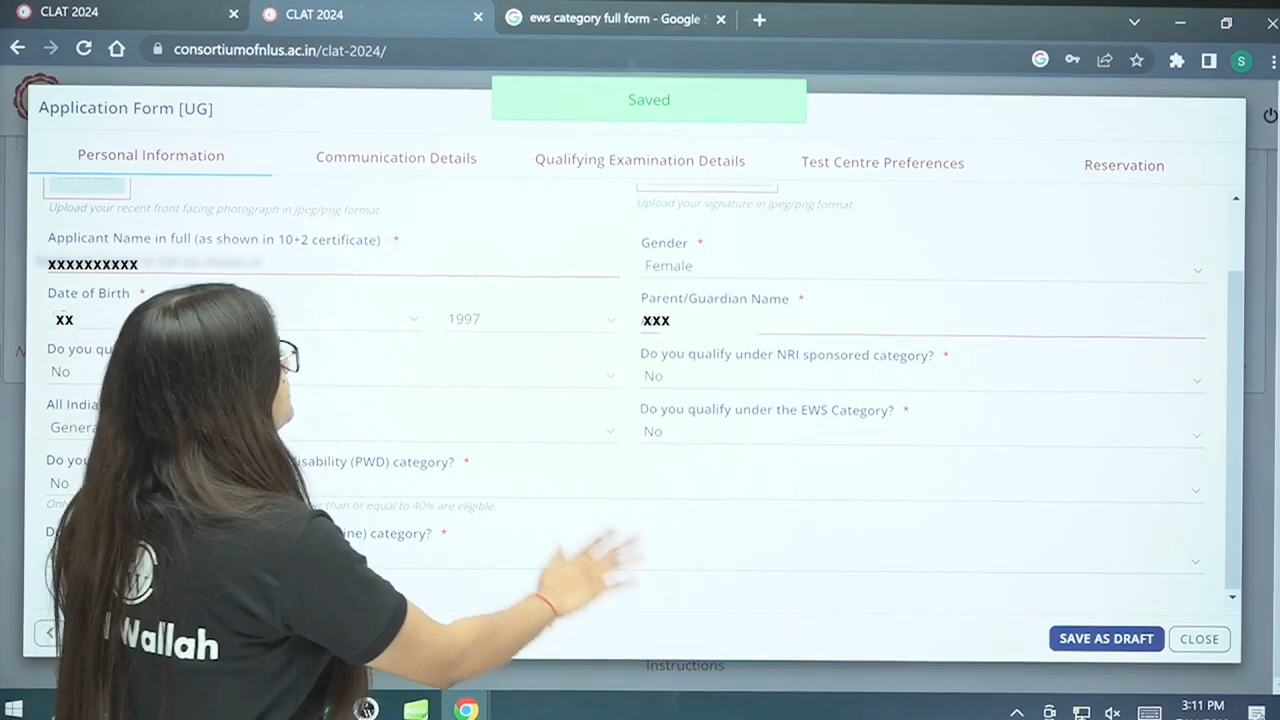 CLAT 2024
CLAT 2024
ews category full form - Google
consortiumofnlus.ac.in/clat-2024/
S
Application Form [UG]
Saved
Personal Information
Communication Details
Qualifying Examination Details
Test Centre Preferences
Reservation
Upload your recent front facing photograph in jpeg/png format.
Upload your signature in jpeg/png format.
Applicant Name in full (as shown in 10+2 certificate) *
xxxxxxxxxx
Gender *
Female
Date of Birth *
xx
1997
Parent/Guardian Name *
xxx
Do you qu
No
Do you qualify under NRI sponsored category? *
No
All India
Genera
Do you qualify under the EWS Category? *
No
Do you
isability (PWD) category? *
No
than or equal to 40% are eligible.
ine) category? *
Wallah
SAVE AS DRAFT
CLOSE
Instructions
3:11 PM